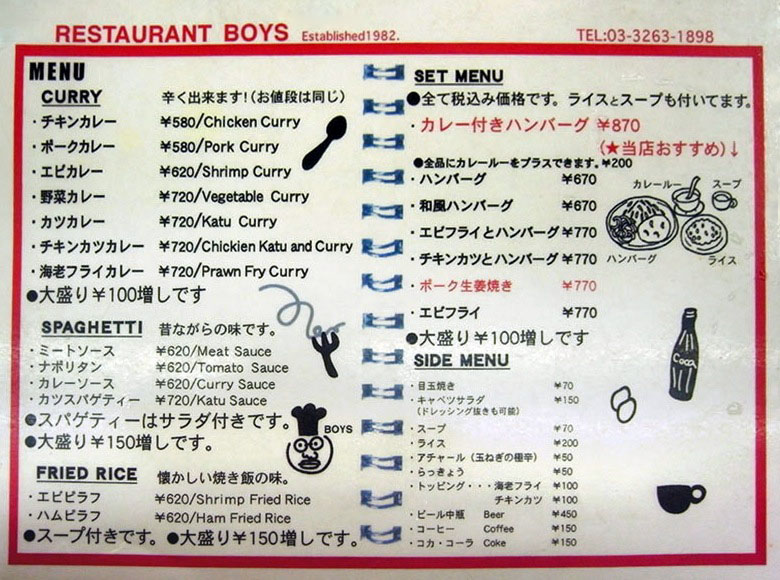 RESTAURANT BOYS Established1982. TEL:03-3263-1898
MENU
CURRY 辛く出来ます!(お値段は同じ)
・チキンカレー ¥580/Chicken Curry
・ポークカレー ¥580/Pork Curry
・エビカレー ¥620/Shrimp Curry
・野菜カレー ¥720/Vegetable Curry
・カツカレー ¥720/Katu Curry
・チキンカツカレー ¥720/Chickien Katu and Curry
・海老フライカレー ¥720/Prawn Fry Curry
●大盛り¥100増しです
SPAGHETTI 昔ながらの味です。
・ミートソース ¥620/Meat Sauce
・ナポリタン ¥620/Tomato Sauce
・カレーソース ¥620/Curry Sauce
・カツスパゲティー ¥720/Katu Sauce
●スパゲティーはサラダ付きです。
●大盛り¥150増しです。
BOYS
FRIED RICE 懐かしい焼き飯の味。
・エビピラフ ¥620/Shrimp Fried Rice
・ハムピラフ ¥620/Ham Fried Rice
●スープ付きです。 ●大盛り¥150増しです。
SET MENU
●全て税込み価格です。ライスとスープも付いてます。
・カレー付きハンバーグ ¥870
(★当店おすすめ)↓
●全品にカレールーをプラスできます。¥200
・ハンバーグ ¥670
・和風ハンバーグ ¥670
・エビフライとハンバーグ ¥770
・チキンカツとハンバーグ ¥770
・ポーク生姜焼き ¥770
・エビフライ ¥770
●大盛り¥100増しです
カレールー スープ
ハンバーグ ライス
SIDE MENU
・目玉焼き ¥70
・キャベツサラダ ¥150
(ドレッシング抜きも可能)
・スープ ¥70
・ライス ¥200
・アチャール(玉ねぎの極辛) ¥50
・らっきょう ¥50
・トッピング・・・海老フライ ¥100
チキンカツ ¥100
・ビール中瓶 Beer ¥450
・コーヒー Coffee ¥150
・コカ・コーラ Coke ¥150
Coca